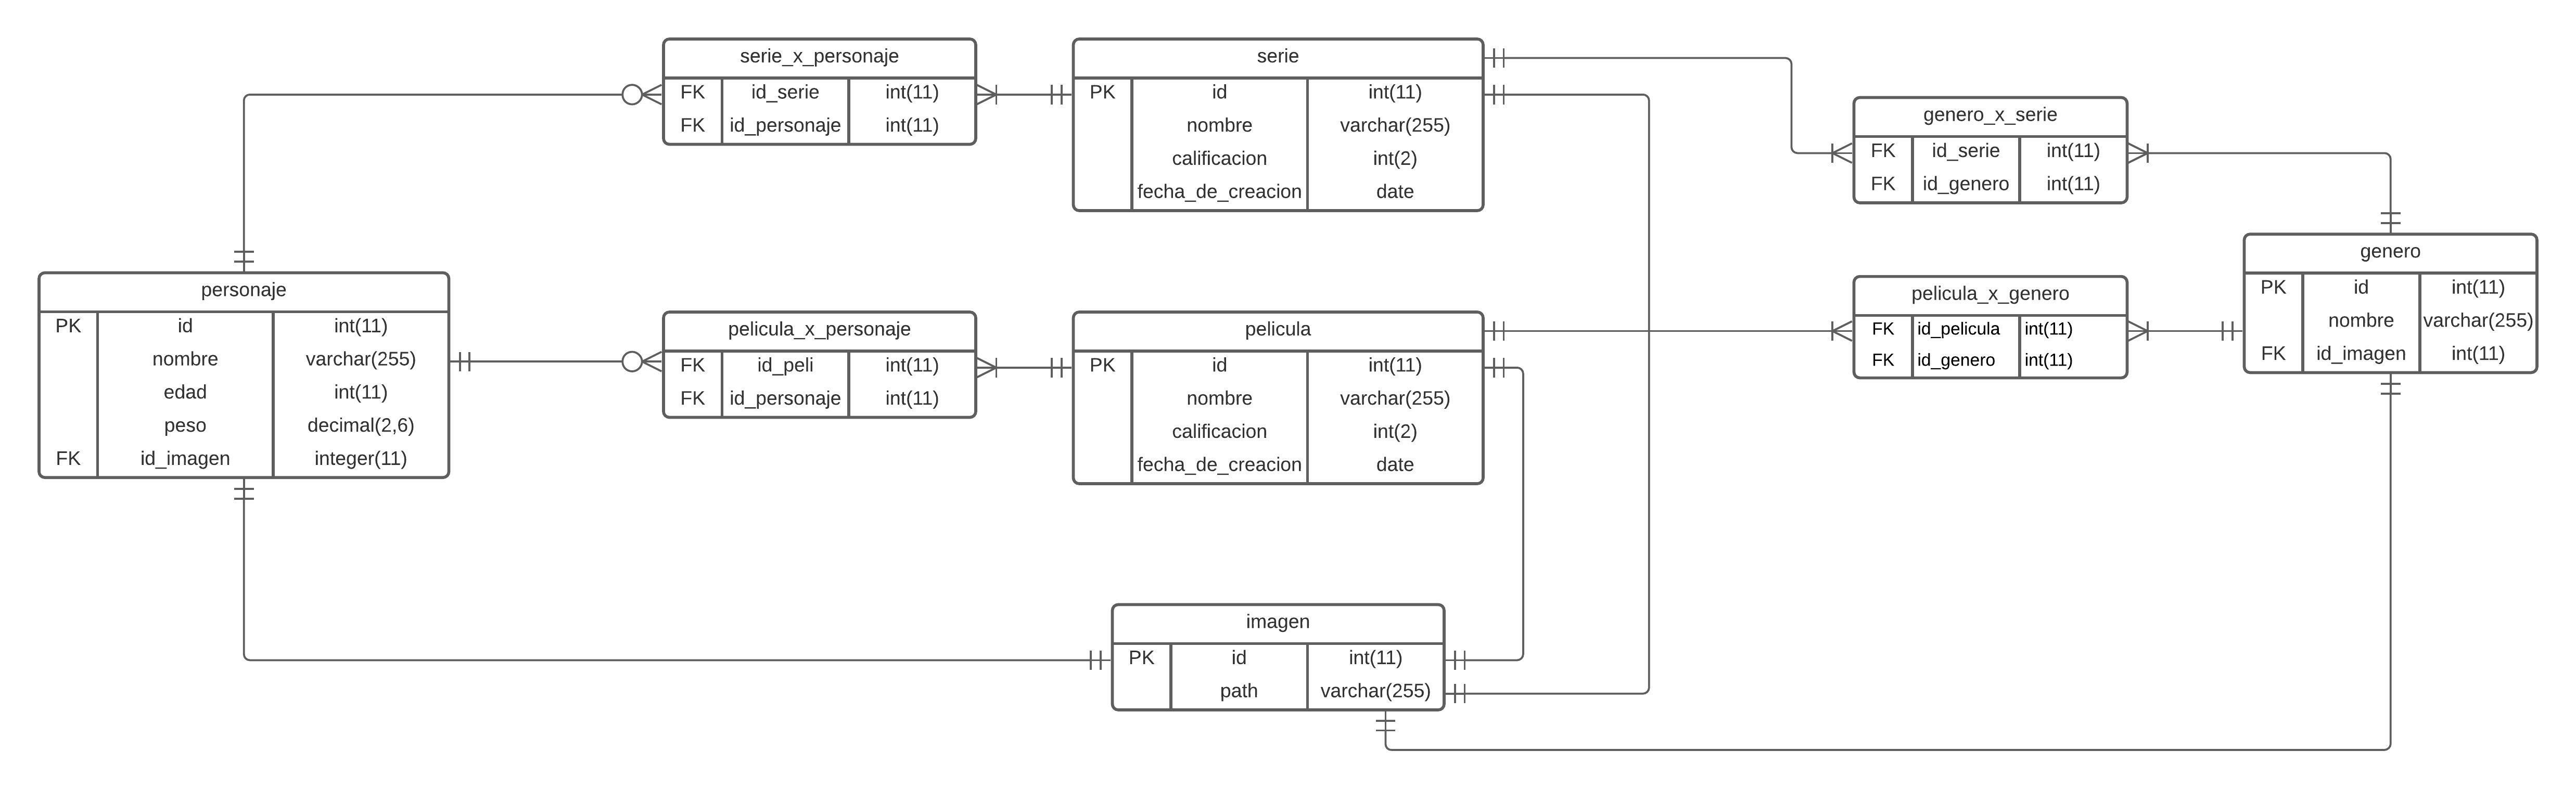 serie_x_personaje
FK id_serie int(11)
FK id_personaje int(11)
serie
PK id int(11)
nombre varchar(255)
calificacion int(2)
fecha_de_creacion date
genero_x_serie
FK id_serie int(11)
FK id_genero int(11)
genero
PK id int(11)
nombre varchar(255)
FK id_imagen int(11)
personaje
PK id int(11)
nombre varchar(255)
edad int(11)
peso decimal(2,6)
FK id_imagen integer(11)
pelicula_x_personaje
FK id_peli int(11)
FK id_personaje int(11)
pelicula
PK id int(11)
nombre varchar(255)
calificacion int(2)
fecha_de_creacion date
pelicula_x_genero
FK id_pelicula int(11)
FK id_genero int(11)
imagen
PK id int(11)
path varchar(255)